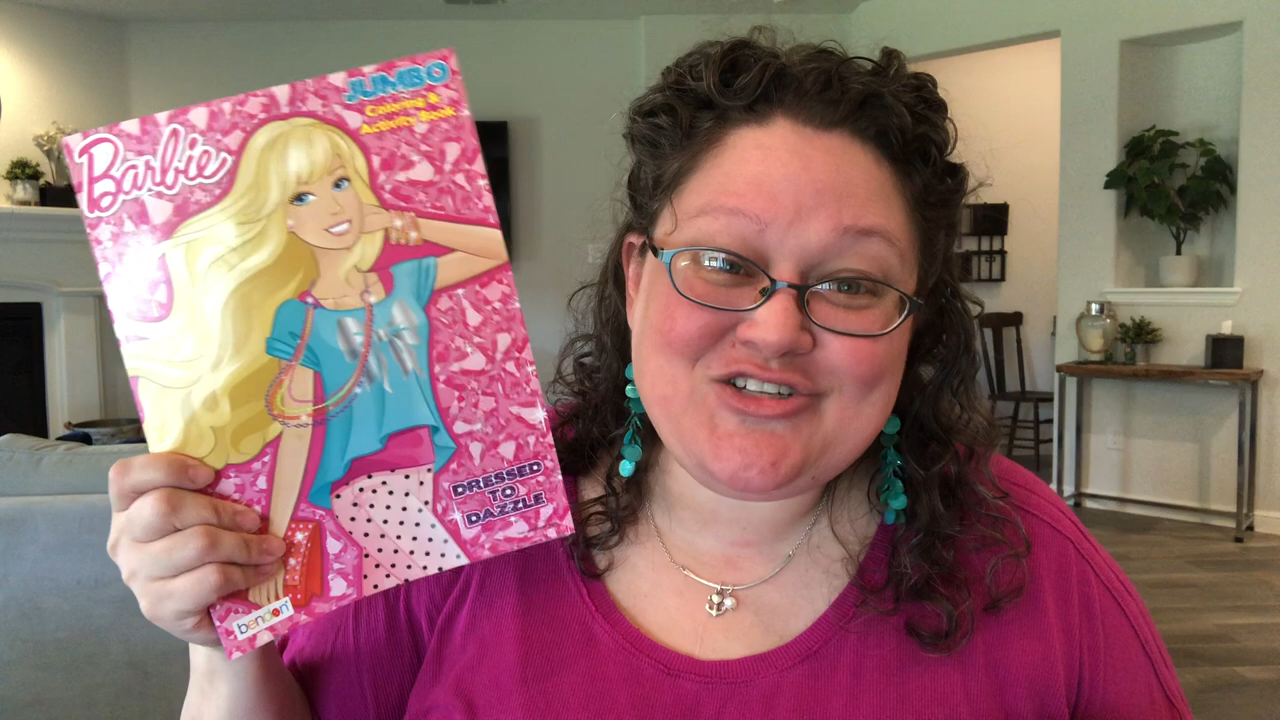 JUMBO
Coloring &
Activity Book
Barbie
DRESSED
TO
DAZZLE
bendon